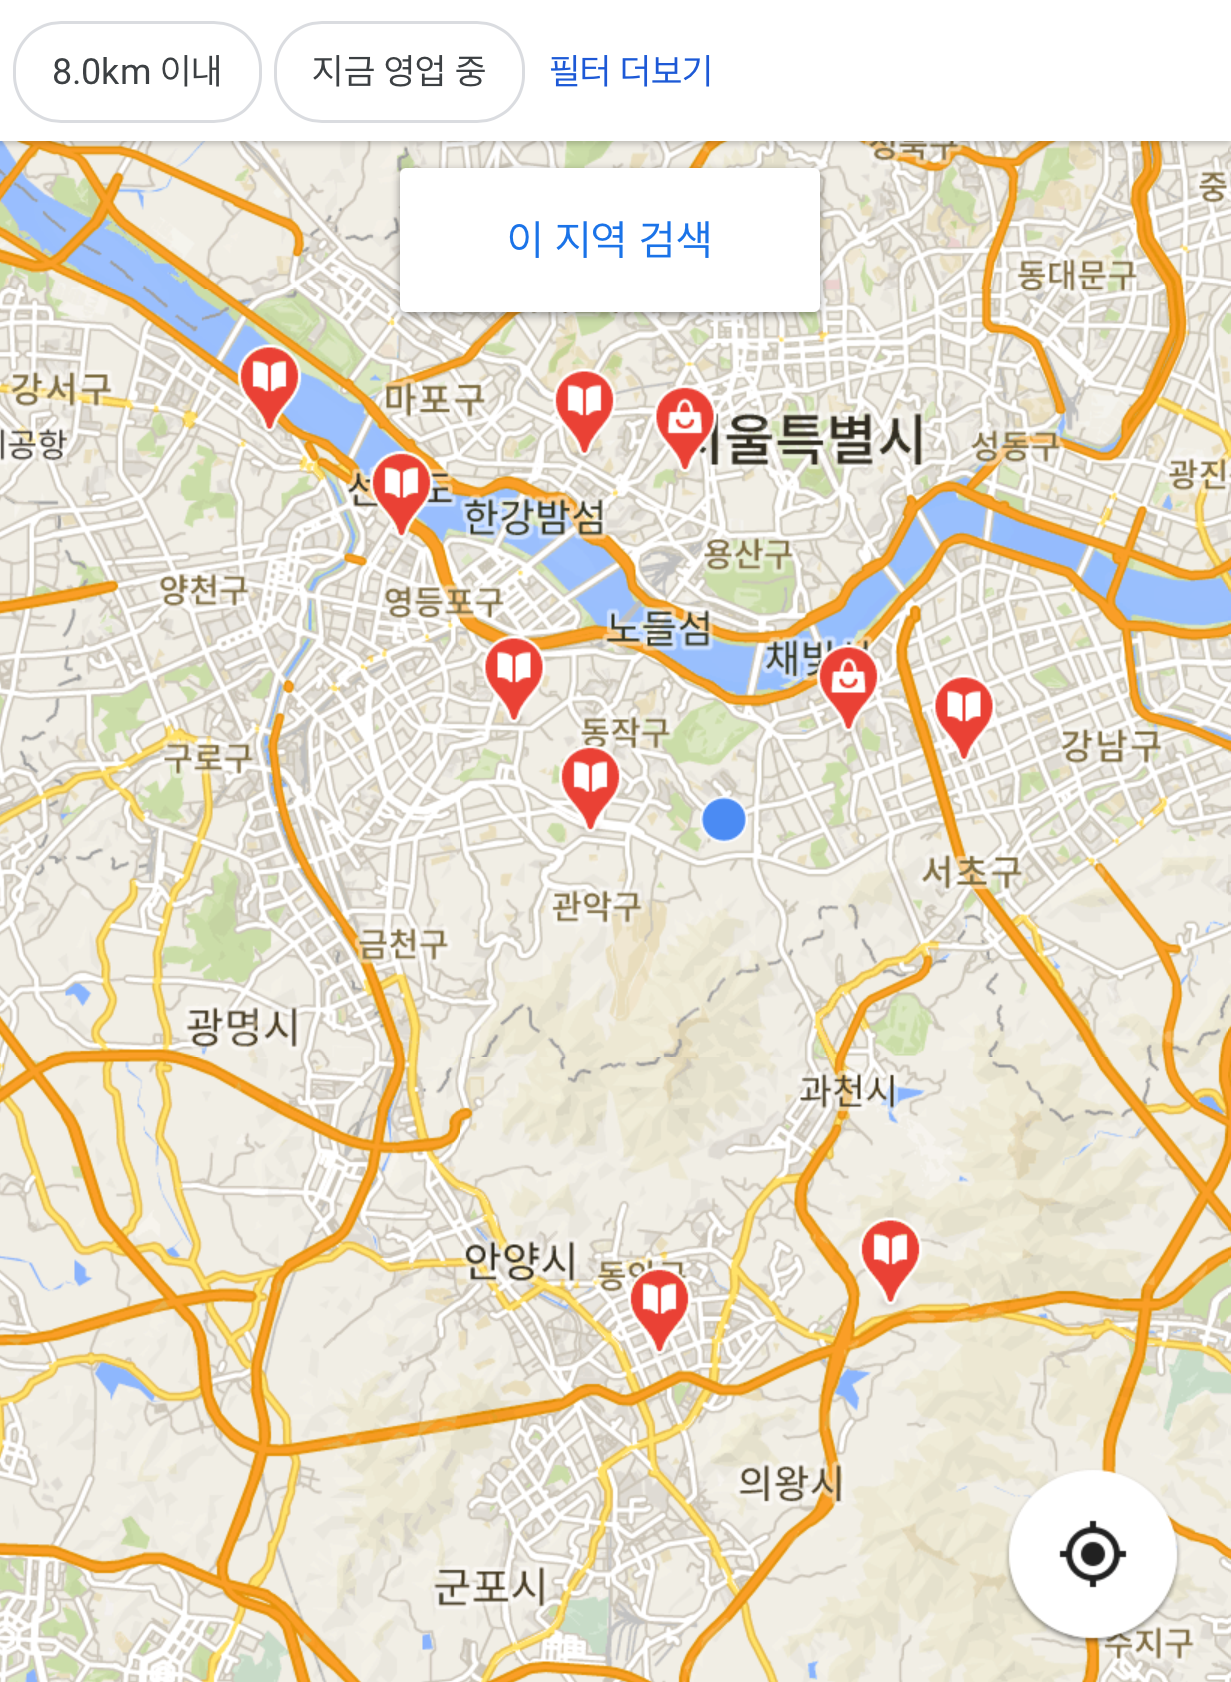 8.0km 이내
지금 영업 중
필터 더보기
성북구
중
이 지역 검색
동대문구
강서구
마포구
공항
서울특별시
성동구
광진
한강밤섬
용산구
양천구
영등포구
노들섬
동작구
강남구
구로구
서초구
관악구
금천구
광명시
과천시
안양시
의왕시
군포시
수지구